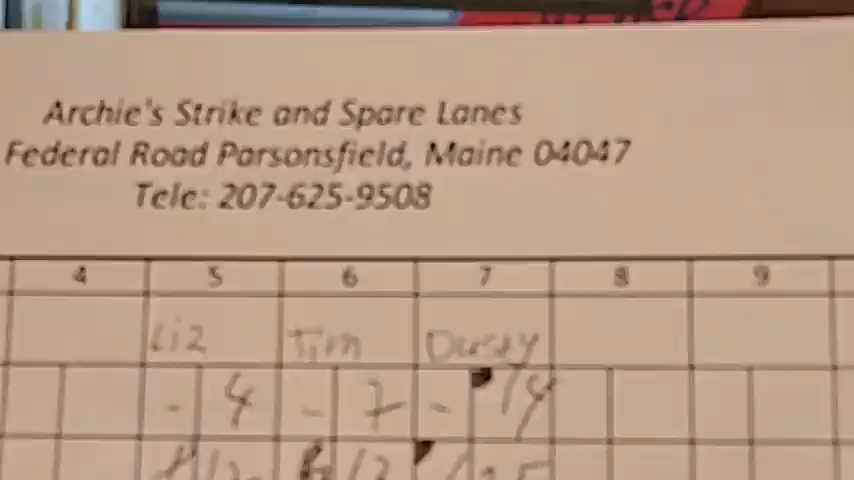 Archie's Strike and Spare Lanes
Federal Road Parsonsfield, Maine 04047
Tele: 207-625-9508
4 5 6 7 8 9
Liz Tim
- 4 - 7 - 14